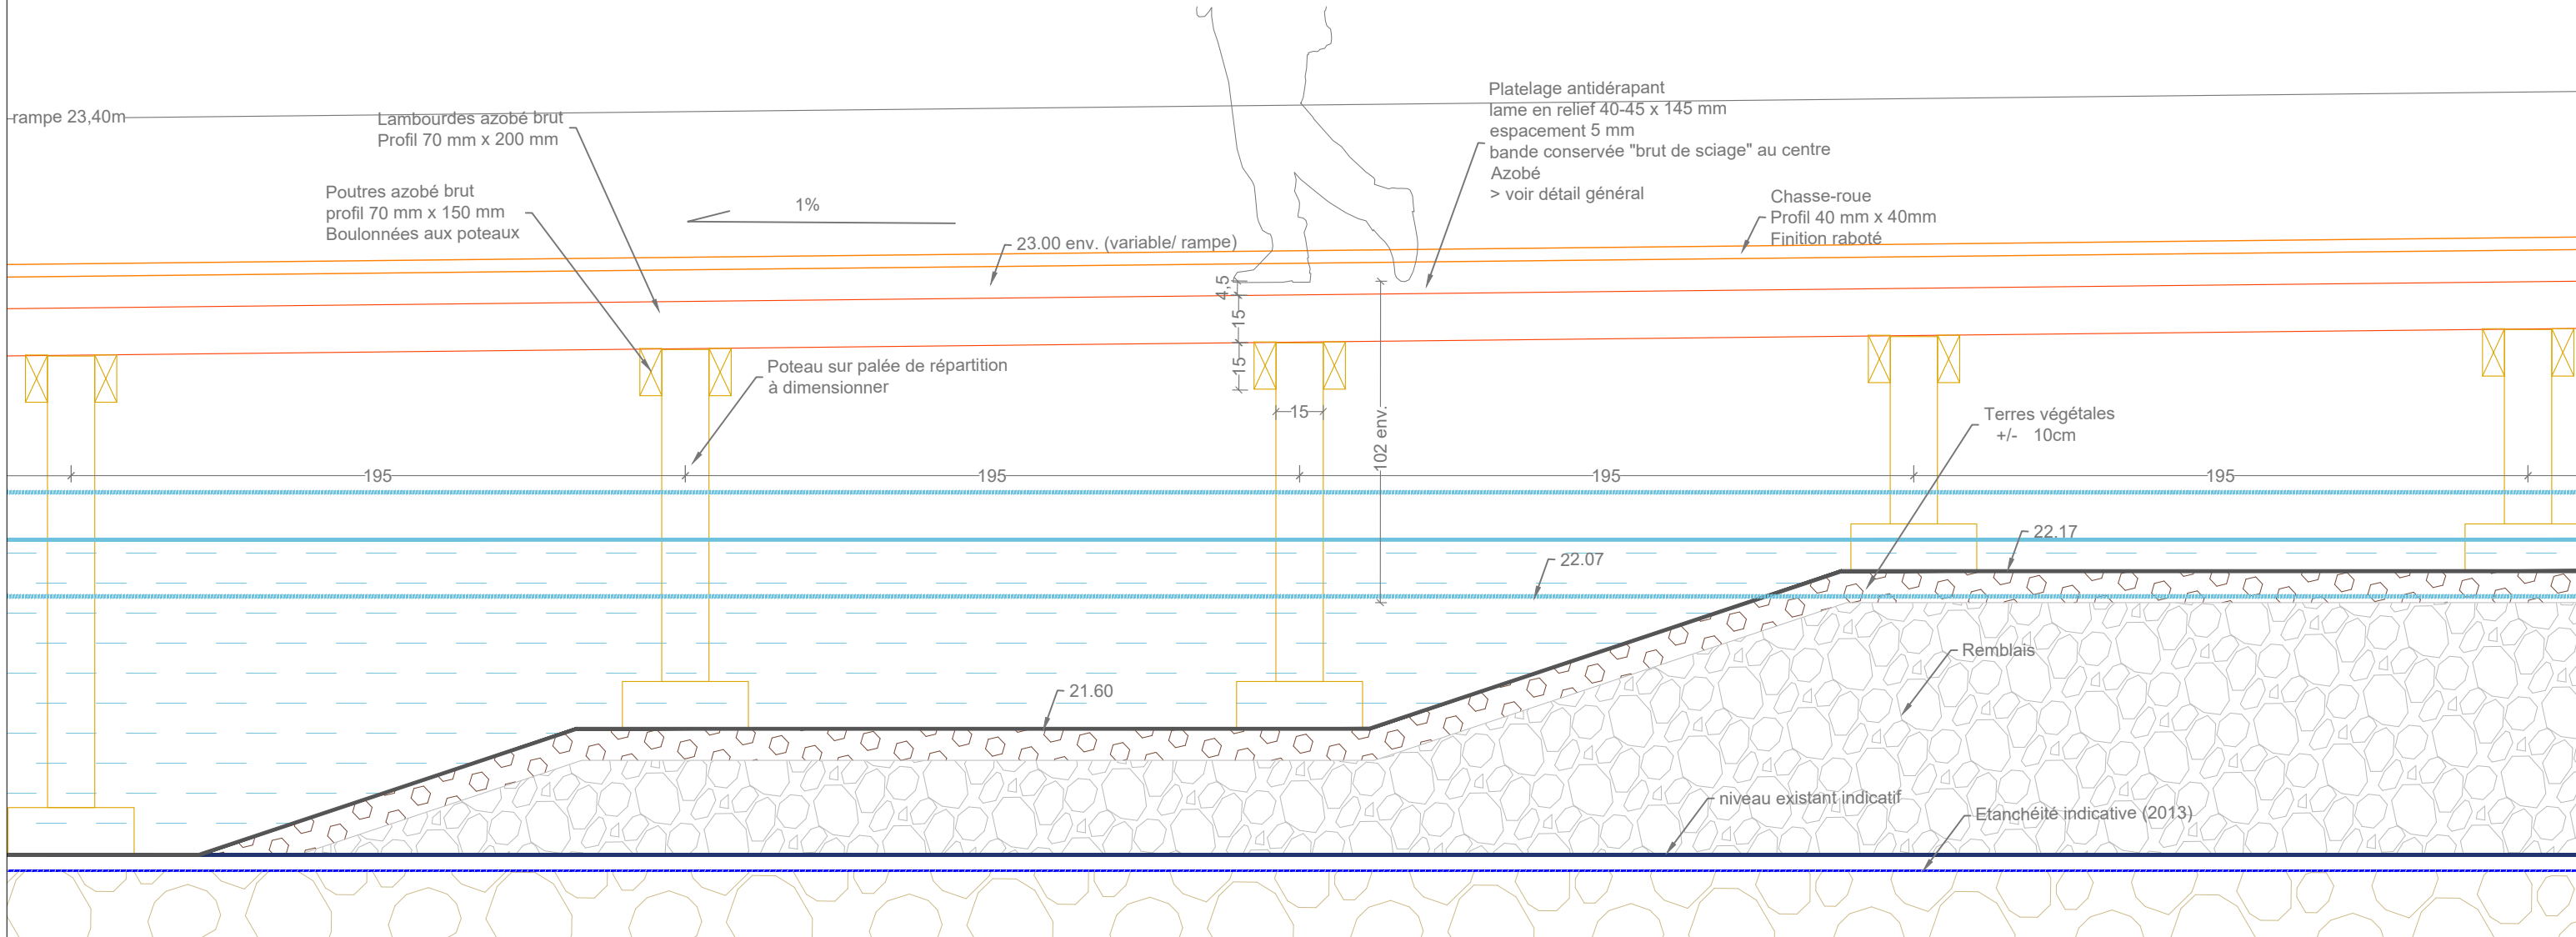 rampe 23,40m
Lambourdes azobé brut
Profil 70 mm x 200 mm
Poutres azobé brut
profil 70 mm x 150 mm
Boulonnées aux poteaux
1%
23.00 env. (variable/ rampe)
Platelage antidérapant
lame en relief 40-45 x 145 mm
espacement 5 mm
bande conservée "brut de sciage" au centre
Azobé
> voir détail général
Chasse-roue
Profil 40 mm x 40mm
Finition raboté
4,5
15
15
15
102 env.
Poteau sur palée de répartition
à dimensionner
Terres végétales
+/- 10cm
195
195
195
195
22.17
22.07
21.60
Remblais
niveau existant indicatif
Etanchéité indicative (2013)